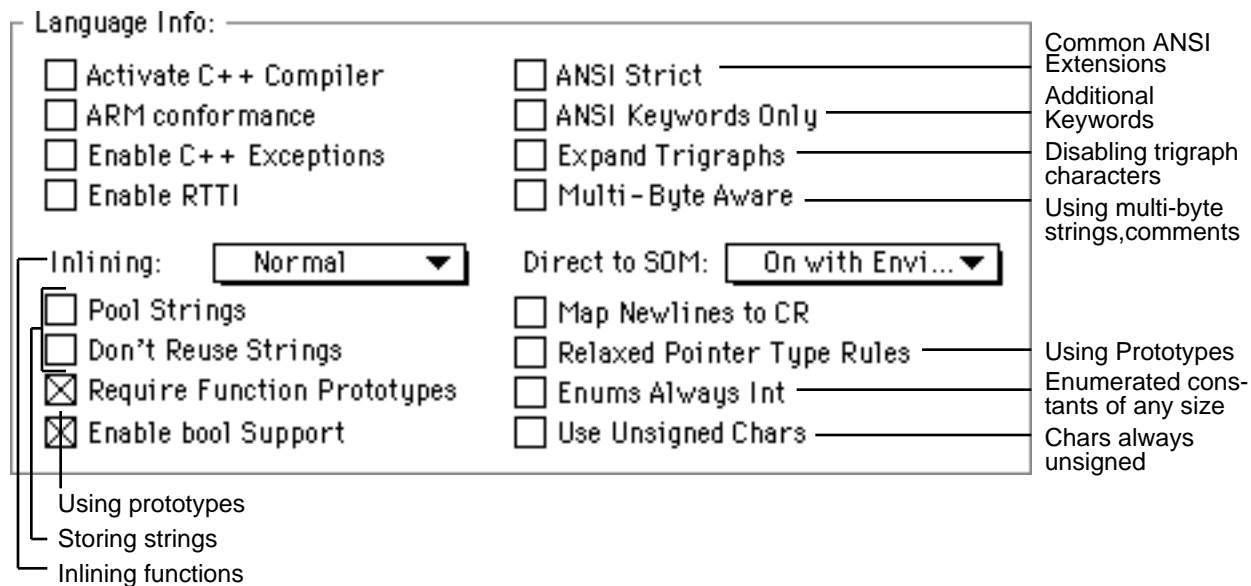 Language Info:
Activate C++ Compiler
ARM conformance
Enable C++ Exceptions
Enable RTTI
ANSI Strict
ANSI Keywords Only
Expand Trigraphs
Multi-Byte Aware
Common ANSI
Extensions
Additional
Keywords
Disabling trigraph
characters
Using multi-byte
strings,comments
Inlining:
Normal
Direct to SOM:
On with Envi...
Pool Strings
Don't Reuse Strings
Require Function Prototypes
Enable bool Support
Map Newlines to CR
Relaxed Pointer Type Rules
Enums Always Int
Use Unsigned Chars
Using Prototypes
Enumerated cons-
tants of any size
Chars always
unsigned
Using prototypes
Storing strings
Inlining functions